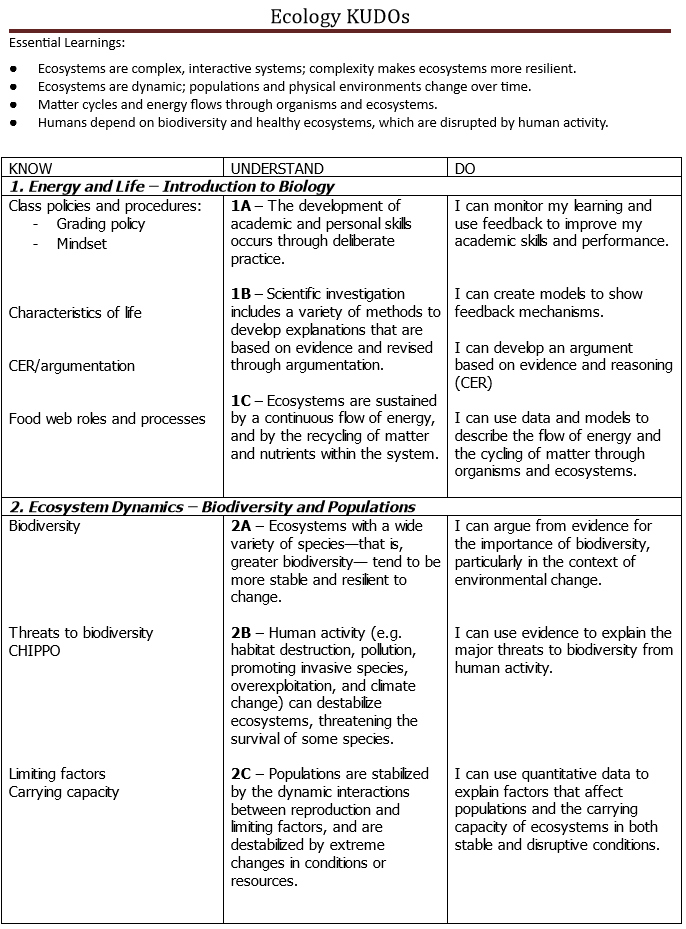 Ecology KUDOs
Essential Learnings:
● Ecosystems are complex, interactive systems; complexity makes ecosystems more resilient.
● Ecosystems are dynamic; populations and physical environments change over time.
● Matter cycles and energy flows through organisms and ecosystems.
● Humans depend on biodiversity and healthy ecosystems, which are disrupted by human activity.
KNOW
UNDERSTAND
DO
1. Energy and Life – Introduction to Biology
Class policies and procedures:
- Grading policy
- Mindset
Characteristics of life
CER/argumentation
Food web roles and processes
1A – The development of
academic and personal skills
occurs through deliberate
practice.
1B – Scientific investigation
includes a variety of methods to
develop explanations that are
based on evidence and revised
through argumentation.
1C – Ecosystems are sustained
by a continuous flow of energy,
and by the recycling of matter
and nutrients within the system.
I can monitor my learning and
use feedback to improve my
academic skills and performance.
I can create models to show
feedback mechanisms.
I can develop an argument
based on evidence and reasoning
(CER)
I can use data and models to
describe the flow of energy and
the cycling of matter through
organisms and ecosystems.
2. Ecosystem Dynamics – Biodiversity and Populations
Biodiversity
Threats to biodiversity
CHIPPO
Limiting factors
Carrying capacity
2A – Ecosystems with a wide
variety of species—that is,
greater biodiversity— tend to be
more stable and resilient to
change.
2B – Human activity (e.g.
habitat destruction, pollution,
promoting invasive species,
overexploitation, and climate
change) can destabilize
ecosystems, threatening the
survival of some species.
2C – Populations are stabilized
by the dynamic interactions
between reproduction and
limiting factors, and are
destabilized by extreme
changes in conditions or
resources.
I can argue from evidence for
the importance of biodiversity,
particularly in the context of
environmental change.
I can use evidence to explain the
major threats to biodiversity from
human activity.
I can use quantitative data to
explain factors that affect
populations and the carrying
capacity of ecosystems in both
stable and disruptive conditions.